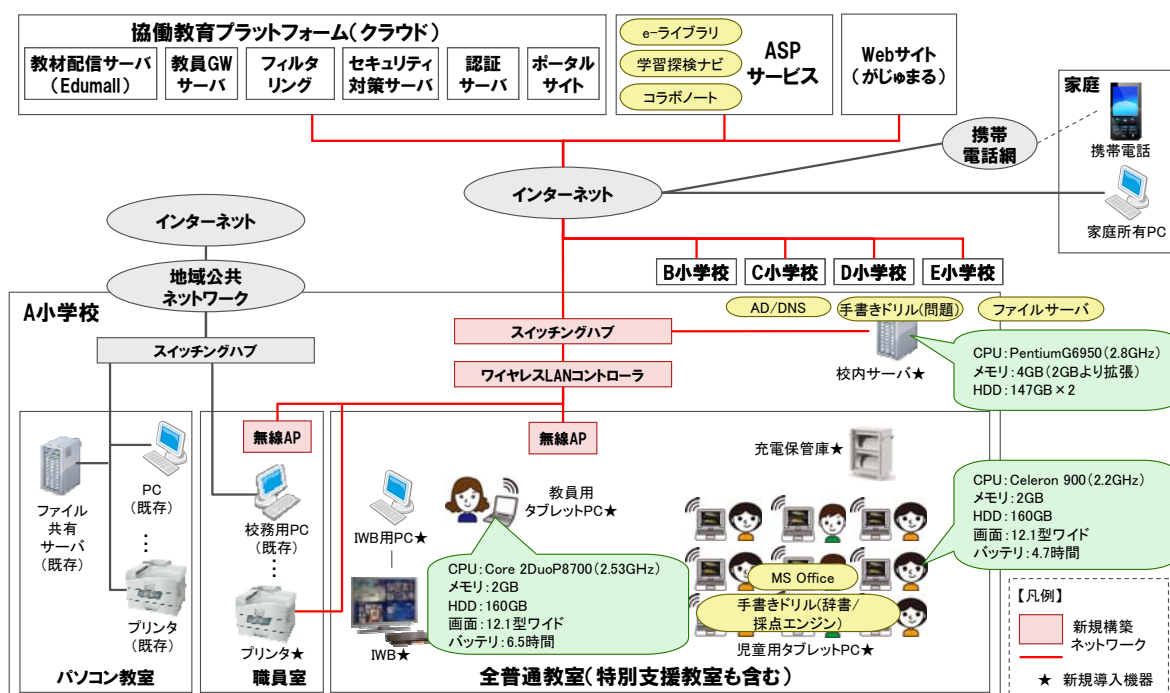 協働教育プラットフォーム(クラウド)
教材配信サーバ
(Edumall)
教員GW
サーバ
フィルタ
リング
セキュリティ
対策サーバ
認証
サーバ
ポータル
サイト
e-ライブラリ
学習探検ナビ
コラボノート
ASP
サービス
Webサイト
(がじゅまる)
家庭
携帯電話
家庭所有PC
携帯
電話網
インターネット
インターネット
地域公共
ネットワーク
B小学校
C小学校
D小学校
E小学校
A小学校
スイッチングハブ
スイッチングハブ
ワイヤレスLANコントローラ
AD/DNS
手書きドリル(問題)
ファイルサーバ
校内サーバ★
CPU:PentiumG6950(2.8GHz)
メモリ:4GB(2GBより拡張)
HDD:147GB×2
無線AP
無線AP
ファイル
共有
サーバ
(既存)
PC
(既存)
プリンタ
(既存)
パソコン教室
校務用PC
(既存)
プリンタ★
職員室
IWB用PC★
IWB★
教員用
タブレットPC★
CPU:Core 2DuoP8700(2.53GHz)
メモリ:2GB
HDD:160GB
画面:12.1型ワイド
バッテリ:6.5時間
充電保管庫★
CPU:Celeron 900(2.2GHz)
メモリ:2GB
HDD:160GB
画面:12.1型ワイド
バッテリ:4.7時間
MS Office
手書きドリル(辞書/
採点エンジン)
児童用タブレットPC★
全普通教室(特別支援教室も含む)
【凡例】
新規構築
ネットワーク
★ 新規導入機器